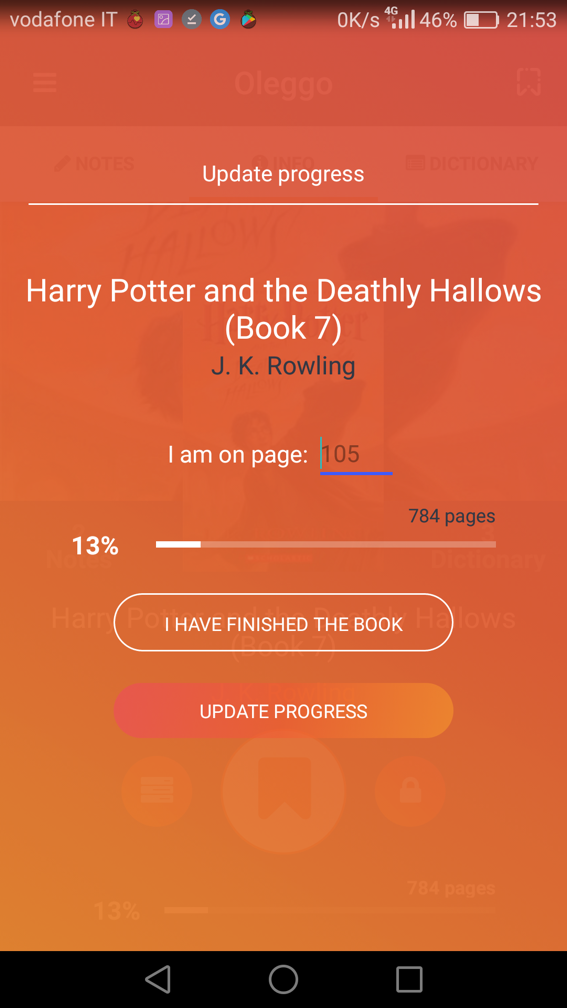 vodafone IT
0K/s 4G 46% 21:53
Oleggo
NOTES INFO DICTIONARY
Update progress
Harry Potter and the Deathly Hallows
(Book 7)
J. K. Rowling
I am on page: 105
784 pages
13%
Notes Dictionary
I HAVE FINISHED THE BOOK
Harry Potter and the Deathly Hallows
(Book 7)
J. K. Rowling
UPDATE PROGRESS
784 pages
13%